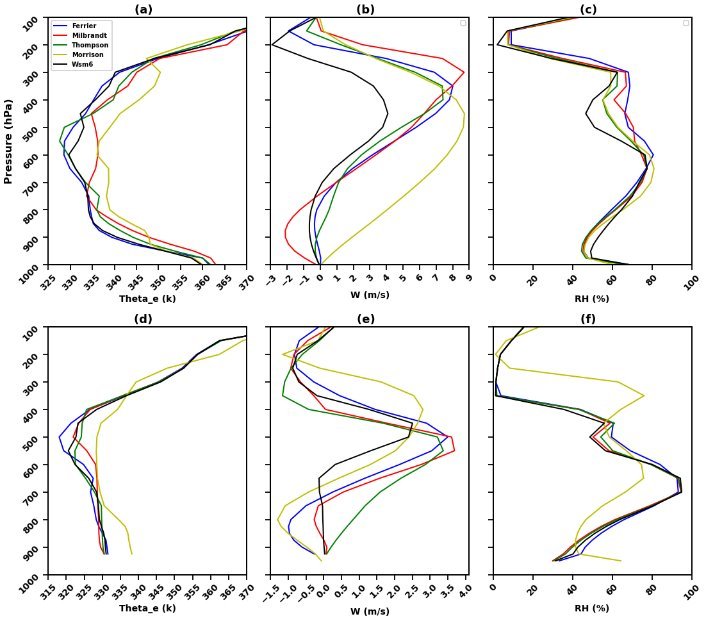 (a) (b) (c)
Ferrier
Milbrandt
Thompson
Morrison
Wsm6
Pressure (hPa)
100
200
300
400
500
600
700
800
900
1000
325 330 335 340 345 350 355 360 365 370
-3 -2 -1 0 1 2 3 4 5 6 7 8 9
0 20 40 60 80 100
Theta_e (k) W (m/s) RH (%)
(d) (e) (f)
100
200
300
400
500
600
700
800
900
1000
315 320 325 330 335 340 345 350 355 360 365 370
-1.5 -1.0 -0.5 0.0 0.5 1.0 1.5 2.0 2.5 3.0 3.5 4.0
0 20 40 60 80 100
Theta_e (k) W (m/s) RH (%)